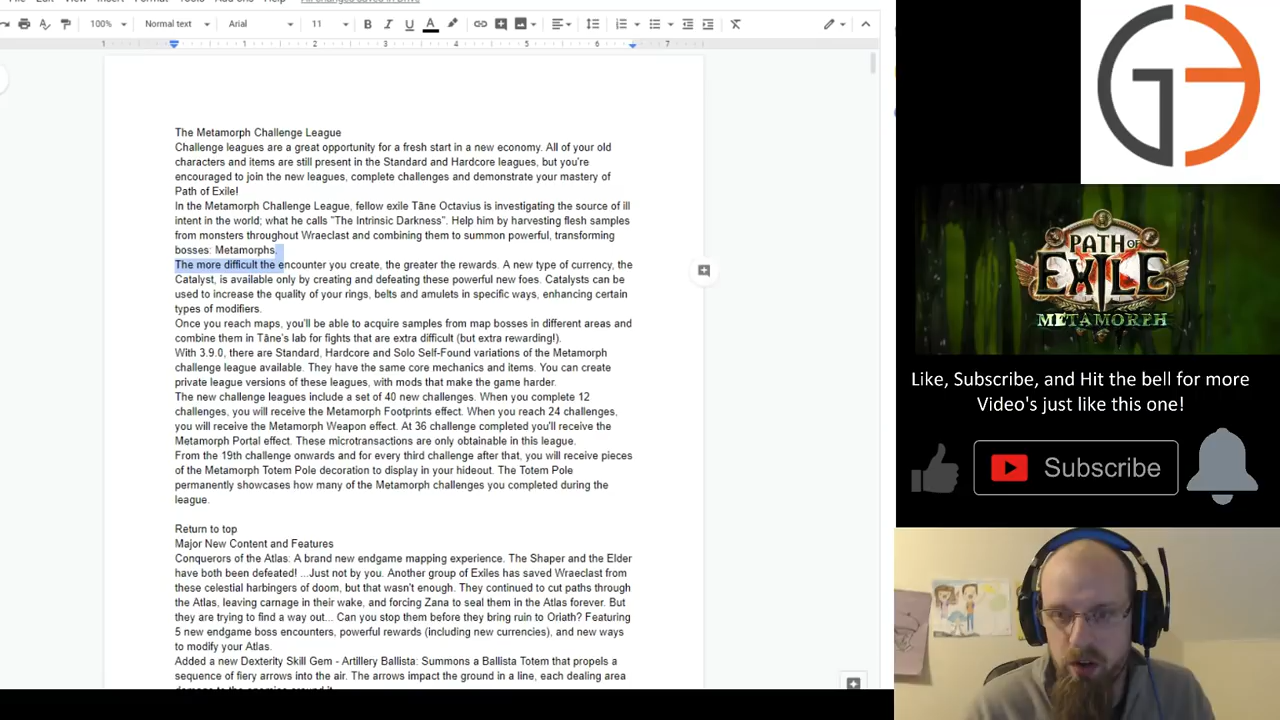 100%
Normal text
Arial
11
B I U A
1 1 2 3 4 5 6 7
The Metamorph Challenge League
Challenge leagues are a great opportunity for a fresh start in a new economy. All of your old
characters and items are still present in the Standard and Hardcore leagues, but you're
encouraged to join the new leagues, complete challenges and demonstrate your mastery of
Path of Exile!
In the Metamorph Challenge League, fellow exile Tāne Octavius is investigating the source of ill
intent in the world; what he calls "The Intrinsic Darkness". Help him by harvesting flesh samples
from monsters throughout Wraeclast and combining them to summon powerful, transforming
bosses: Metamorphs.
The more difficult the encounter you create, the greater the rewards. A new type of currency, the
Catalyst, is available only by creating and defeating these powerful new foes. Catalysts can be
used to increase the quality of your rings, belts and amulets in specific ways, enhancing certain
types of modifiers.
Once you reach maps, you'll be able to acquire samples from map bosses in different areas and
combine them in Tāne's lab for fights that are extra difficult (but extra rewarding!).
With 3.9.0, there are Standard, Hardcore and Solo Self-Found variations of the Metamorph
challenge league available. They have the same core mechanics and items. You can create
private league versions of these leagues, with mods that make the game harder.
The new challenge leagues include a set of 40 new challenges. When you complete 12
challenges, you will receive the Metamorph Footprints effect. When you reach 24 challenges,
you will receive the Metamorph Weapon effect. At 36 challenge completed you'll receive the
Metamorph Portal effect. These microtransactions are only obtainable in this league.
From the 19th challenge onwards and for every third challenge after that, you will receive pieces
of the Metamorph Totem Pole decoration to display in your hideout. The Totem Pole
permanently showcases how many of the Metamorph challenges you completed during the
league.
Return to top
Major New Content and Features
Conquerors of the Atlas: A brand new endgame mapping experience. The Shaper and the Elder
have both been defeated! ...Just not by you. Another group of Exiles has saved Wraeclast from
these celestial harbingers of doom, but that wasn't enough. They continued to cut paths through
the Atlas, leaving carnage in their wake, and forcing Zana to seal them in the Atlas forever. But
they are trying to find a way out... Can you stop them before they bring ruin to Oriath? Featuring
5 new endgame boss encounters, powerful rewards (including new currencies), and new ways
to modify your Atlas.
Added a new Dexterity Skill Gem - Artillery Ballista: Summons a Ballista Totem that propels a
sequence of fiery arrows into the air. The arrows impact the ground in a line, each dealing area
PATH OF
EXILE
METAMORPH
Like, Subscribe, and Hit the bell for more
Video's just like this one!
Subscribe